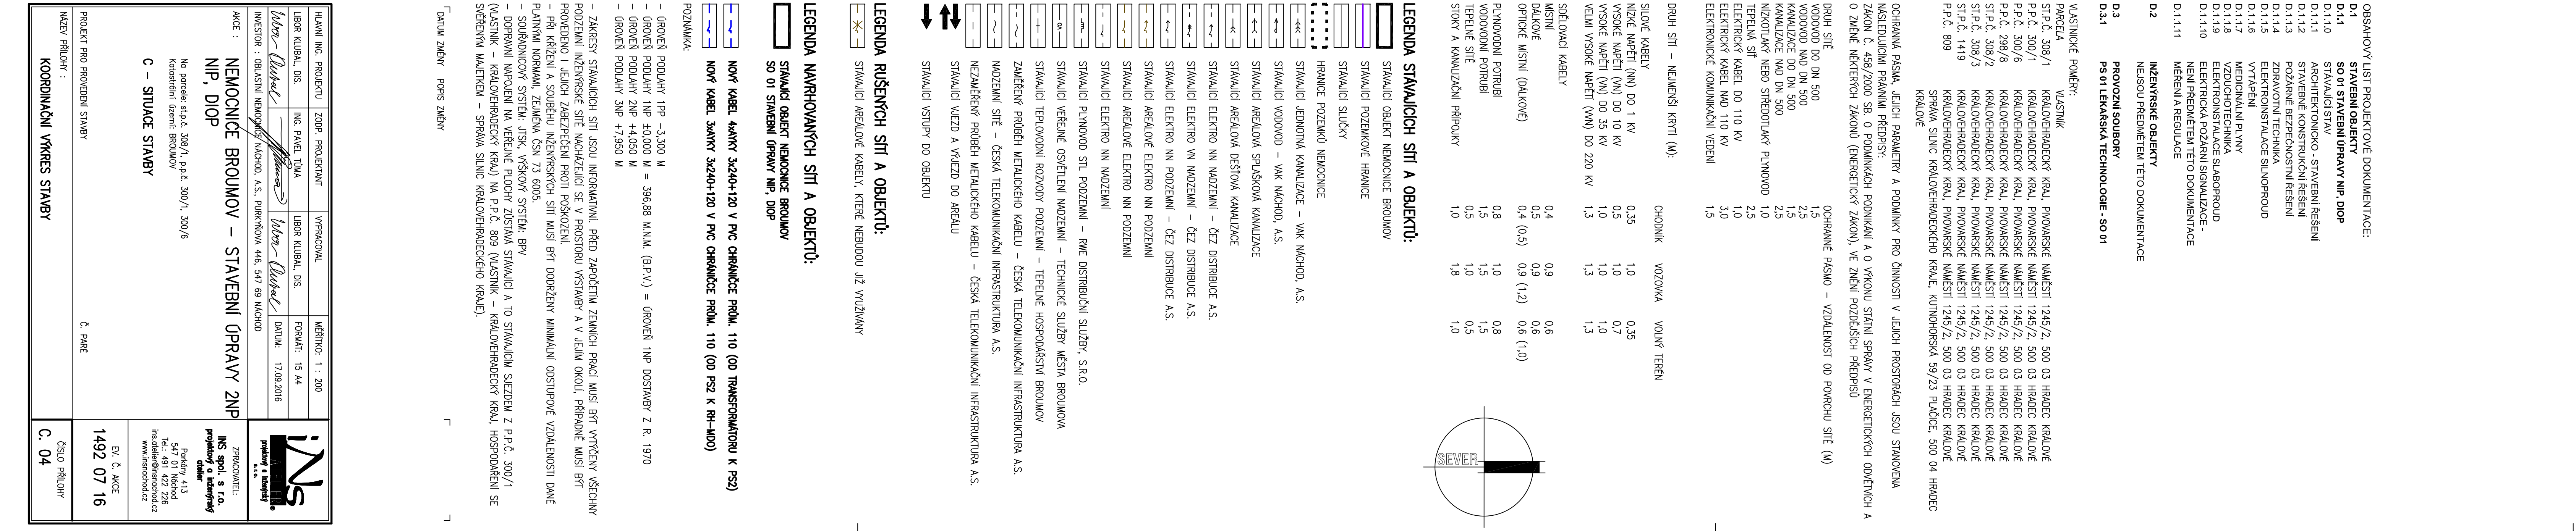 OBSAHOVÝ LIST PROJEKTOVÉ DOKUMENTACE:
D.1 STAVEBNÍ OBJEKTY
D.1.1 SO 01 STAVEBNÍ ÚPRAVY NIP, DIOP
D.1.1.0 STÁVAJÍCÍ STAV
D.1.1.1 ARCHITEKTONICKO - STAVEBNÍ ŘEŠENÍ
D.1.1.2 STAVEBNĚ KONSTRUKČNÍ ŘEŠENÍ
D.1.1.3 POŽÁRNĚ BEZPEČNOSTNÍ ŘEŠENÍ
D.1.1.4 ZDRAVOTNÍ TECHNIKA
D.1.1.5 ELEKTROINSTALACE SILNOPROUD
D.1.1.6 VYTÁPĚNÍ
D.1.1.7 MEDICINÁLNÍ PLYNY
D.1.1.8 VZDUCHOTECHNIKA
D.1.1.9 ELEKTROINSTALACE SLABOPROUD
D.1.1.10 ELEKTRICKÁ POŽÁRNÍ SIGNALIZACE -
NENÍ PŘEDMĚTEM TÉTO DOKUMENTACE
D.1.1.11 MĚŘENÍ A REGULACE
D.2 INŽENÝRSKÉ OBJEKTY
NEJSOU PŘEDMĚTEM TÉTO DOKUMENTACE
D.3 PROVOZNÍ SOUBORY
D.3.1 PS 01 LÉKAŘSKÁ TECHNOLOGIE - SO 01
VLASTNICKÉ POMĚRY:
PARCELA VLASTNÍK
ST.P.Č. 308/1 KRÁLOVÉHRADECKÝ KRAJ, PIVOVARSKÉ NÁMĚSTÍ 1245/2, 500 03 HRADEC KRÁLOVÉ
P.P.Č. 300/1 KRÁLOVÉHRADECKÝ KRAJ, PIVOVARSKÉ NÁMĚSTÍ 1245/2, 500 03 HRADEC KRÁLOVÉ
P.P.Č. 300/6 KRÁLOVÉHRADECKÝ KRAJ, PIVOVARSKÉ NÁMĚSTÍ 1245/2, 500 03 HRADEC KRÁLOVÉ
P.P.Č. 298/8 KRÁLOVÉHRADECKÝ KRAJ, PIVOVARSKÉ NÁMĚSTÍ 1245/2, 500 03 HRADEC KRÁLOVÉ
ST.P.Č. 308/2 KRÁLOVÉHRADECKÝ KRAJ, PIVOVARSKÉ NÁMĚSTÍ 1245/2, 500 03 HRADEC KRÁLOVÉ
ST.P.Č. 308/3 KRÁLOVÉHRADECKÝ KRAJ, PIVOVARSKÉ NÁMĚSTÍ 1245/2, 500 03 HRADEC KRÁLOVÉ
ST.P.Č. 1419 KRÁLOVÉHRADECKÝ KRAJ, PIVOVARSKÉ NÁMĚSTÍ 1245/2, 500 03 HRADEC KRÁLOVÉ
P.P.Č. 809 KRÁLOVÉHRADECKÝ KRAJ, PIVOVARSKÉ NÁMĚSTÍ 1245/2, 500 03 HRADEC KRÁLOVÉ
SPRÁVA SILNIC KRÁLOVÉHRADECKÉHO KRAJE, KUTNOHORSKÁ 59/23 PLAČICE, 500 04 HRADEC
KRÁLOVÉ
OCHRANNÁ PÁSMA, JEJICH PARAMETRY A PODMÍNKY PRO ČINNOSTI V JEJICH PROSTORÁCH JSOU STANOVENA
NÁSLEDUJÍCÍMI PRÁVNÍMI PŘEDPISY:
ZÁKON Č. 458/2000 SB. O PODMÍNKÁCH PODNIKÁNÍ A O VÝKONU STÁTNÍ SPRÁVY V ENERGETICKÝCH ODVĚTVÍCH A
O ZMĚNĚ NĚKTERÝCH ZÁKONŮ (ENERGETICKÝ ZÁKON), VE ZNĚNÍ POZDĚJŠÍCH PŘEDPISŮ
DRUH SÍTĚ OCHRANNÉ PÁSMO – VZDÁLENOST OD POVRCHU SÍTĚ (M)
VODOVOD DO DN 500 1,5
VODOVOD NAD DN 500 2,5
KANALIZACE DO DN 500 1,5
KANALIZACE NAD DN 500 2,5
NÍZKOTLAKÝ NEBO STŘEDOTLAKÝ PLYNOVOD 1,0
TEPELNÁ SÍŤ 2,5
ELEKTRICKÝ KABEL DO 110 KV 1,0
ELEKTRICKÝ KABEL NAD 110 KV 3,0
ELEKTRONICKÉ KOMUNIKAČNÍ VEDENÍ 1,5
DRUH SÍTI – NEJMENŠÍ KRYTÍ (M): CHODNÍK VOZOVKA VOLNÝ TERÉN
SILOVÉ KABELY
NÍZKÉ NAPĚTÍ (NN) DO 1 KV 0,35 1,0 0,35
VYSOKÉ NAPĚTÍ (VN) DO 10 KV 0,5 1,0 0,7
VYSOKÉ NAPĚTÍ (VN) DO 35 KV 1,0 1,0 1,0
VELMI VYSOKÉ NAPĚTÍ (VVN) DO 220 KV 1,3 1,3 1,3
SDĚLOVACÍ KABELY
MÍSTNÍ 0,4 0,9 0,6
DÁLKOVÉ 0,5 0,9 0,6
OPTICKÉ MÍSTNÍ (DÁLKOVÉ) 0,4 (0,5) 0,9 (1,2) 0,6 (1,0)
PLYNOVODNÍ POTRUBÍ 0,8 1,0 0,8
VODOVODNÍ POTRUBÍ 1,5 1,5 1,5
TEPELNÉ SÍTĚ 0,5 1,0 0,5
STOKY A KANALIZAČNÍ PŘÍPOJKY 1,0 1,8 1,0
SEVER
LEGENDA STÁVAJÍCÍCH SÍTÍ A OBJEKTŮ:
STÁVAJÍCÍ OBJEKT NEMOCNICE BROUMOV
STÁVAJÍCÍ POZEMKOVÉ HRANICE
STÁVAJÍCÍ SLUČKY
HRANICE POZEMKŮ NEMOCNICE
STÁVAJÍCÍ JEDNOTNÁ KANALIZACE – VAK NÁCHOD, A.S.
STÁVAJÍCÍ VODOVOD – VAK NÁCHOD, A.S.
STÁVAJÍCÍ AREÁLOVÁ SPLAŠKOVÁ KANALIZACE
STÁVAJÍCÍ AREÁLOVÁ DEŠŤOVÁ KANALIZACE
STÁVAJÍCÍ ELEKTRO NN NADZEMNÍ – ČEZ DISTRIBUCE A.S.
STÁVAJÍCÍ ELEKTRO VN NADZEMNÍ – ČEZ DISTRIBUCE A.S.
STÁVAJÍCÍ ELEKTRO NN PODZEMNÍ – ČEZ DISTRIBUCE A.S.
STÁVAJÍCÍ AREÁLOVÉ ELEKTRO NN PODZEMNÍ
STÁVAJÍCÍ AREÁLOVÉ ELEKTRO NN PODZEMNÍ
STÁVAJÍCÍ ELEKTRO NN NADZEMNÍ
STÁVAJÍCÍ PLYNOVOD STL PODZEMNÍ – RWE DISTRIBUČNÍ SLUŽBY, S.R.O.
STÁVAJÍCÍ VEŘEJNÉ OSVĚTLENÍ NADZEMNÍ – TECHNICKÉ SLUŽBY MĚSTA BROUMOVA
STÁVAJÍCÍ TEPLOVODNÍ ROZVODY PODZEMNÍ – TEPELNÉ HOSPODÁŘSTVÍ BROUMOV
ZAMĚŘENÝ PRŮBĚH METALICKÉHO KABELU – ČESKÁ TELEKOMUNIKAČNÍ INFRASTRUKTURA A.S.
NADZEMNÍ SÍTĚ – ČESKÁ TELEKOMUNIKAČNÍ INFRASTRUKTURA A.S.
NEZAMĚŘENÝ PRŮBĚH METALICKÉHO KABELU – ČESKÁ TELEKOMUNIKAČNÍ INFRASTRUKTURA A.S.
STÁVAJÍCÍ VJEZD A VÝJEZD DO AREÁLU
STÁVAJÍCÍ VSTUPY DO OBJEKTU
LEGENDA RUŠENÝCH SÍTÍ A OBJEKTŮ:
STÁVAJÍCÍ AREÁLOVÉ KABELY, KTERÉ NEBUDOU JIŽ VYUŽÍVÁNY
LEGENDA NAVRHOVANÝCH SÍTÍ A OBJEKTŮ:
STÁVAJÍCÍ OBJEKT NEMOCNICE BROUMOV
SO 01 STAVEBNÍ ÚPRAVY NIP, DIOP
NOVÝ KABEL 4xAYKY 3x240+120 V PVC CHRÁNIČCE PRŮM. 110 (OD TRANSFORMÁTORU K PS2)
NOVÝ KABEL 3xAYKY 3x240+120 V PVC CHRÁNIČCE PRŮM. 110 (OD PS2 K RH–MDO)
POZNÁMKA:
– ÚROVEŇ PODLAHY 1PP –3,300 M
– ÚROVEŇ PODLAHY 1NP ±0,000 M = 396,88 M.N.M. (B.P.V.) = ÚROVEŇ 1NP DOSTAVBY Z R. 1970
– ÚROVEŇ PODLAHY 2NP +4,050 M
– ÚROVEŇ PODLAHY 3NP +7,950 M
– ZÁKRESY STÁVAJÍCÍCH SÍTÍ JSOU INFORMATIVNÍ. PŘED ZAPOČETÍM ZEMNÍCH PRACÍ MUSÍ BÝT VYTÝČENY VŠECHNY
PODZEMNÍ INŽENÝRSKÉ SÍTĚ NACHÁZEJÍCÍ SE V PROSTORU VÝSTAVBY A V JEJÍM OKOLÍ, PŘÍPADNĚ MUSÍ BÝT
PROVEDENO I JEJICH ZABEZPEČENÍ PROTI POŠKOZENÍ.
– PŘI KŘÍŽENÍ A SOUBĚHU INŽENÝRSKÝCH SÍTÍ MUSÍ BÝT DODRŽENY MINIMÁLNÍ ODSTUPOVÉ VZDÁLENOSTI DANÉ
PLATNÝMI NORMAMI, ZEJMÉNA ČSN 73 6005.
– SOUŘADNICOVÝ SYSTÉM: JTSK, VÝŠKOVÝ SYSTÉM: BPV
– DOPRAVNÍ NAPOJENÍ NA VEŘEJNÉ PLOCHY ZŮSTÁVÁ STÁVAJÍCÍ A TO STÁVAJÍCÍM SJEZDEM Z P.P.Č. 300/1
(VLASTNÍK – KRÁLOVÉHRADECKÝ KRAJ) NA P.P.Č. 809 (VLASTNÍK – KRÁLOVÉHRADECKÝ KRAJ, HOSPODAŘENÍ SE
SVĚŘENÝM MAJETKEM – SPRÁVA SILNIC KRÁLOVÉHRADECKÉHO KRAJE).
DATUM ZMĚNY POPIS ZMĚNY
HLAVNÍ ING. PROJEKTU ZODP. PROJEKTANT VYPRACOVAL MĚŘÍTKO: 1 : 200
LIBOR KLUBAL, DIS. ING. PAVEL TŮMA LIBOR KLUBAL, DIS. FORMÁT: 15 A4
DATUM: 17.09.2016
INVESTOR : OBLASTNÍ NEMOCNICE NÁCHOD, A.S., PURKYŇOVA 446, 547 69 NÁCHOD
AKCE :
NEMOCNICE BROUMOV – STAVEBNÍ ÚPRAVY 2NP
NIP, DIOP
Na parcele: st.p.č. 308/1, p.p.č. 300/1, 300/6
Katastrální území: BROUMOV
C – SITUACE STAVBY
PROJEKT PRO PROVEDENÍ STAVBY Č. PARÉ
NÁZEV PŘÍLOHY :
KOORDINAČNÍ VÝKRES STAVBY
iNs
ATELIER
projektový a inženýrský
s.r.o.
ZPRACOVATEL:
INS spol. s r.o.
projektový a inženýrský
atelier
Parkány 413
547 01 Náchod
Tel.: 491 422 226
ins.atelier@insnachod.cz
www.insnachod.cz
EV. Č. AKCE
1492 07 16
ČÍSLO PŘÍLOHY
C. 04